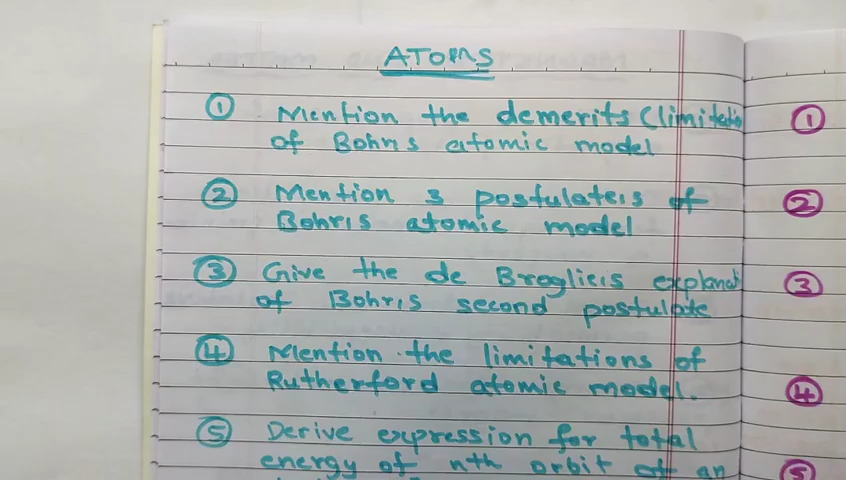 ATOMS
① Mention the demerits (limitatio
of Bohrs atomic model
② Mention 3 postulates of
Bohr's atomic model
③ Give the de Broglie's explanat
of Bohr's second postulate
④ Mention the limitations of
Rutherford atomic model.
⑤ Derive expression for total
energy of nth orbit of an
①
②
③
④
⑤